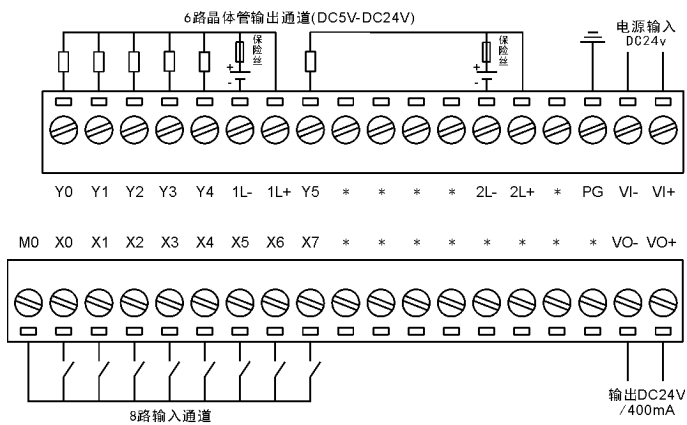 6路晶体管输出通道(DC5V-DC24V)
保险丝
+
-
保险丝
+
-
电源输入
DC24v
Y0 Y1 Y2 Y3 Y4 1L- 1L+ Y5 * * * * 2L- 2L+ * PG VI- VI+
M0 X0 X1 X2 X3 X4 X5 X6 X7 * * * * * * * * VO- VO+
8路输入通道
输出DC24V
/400mA